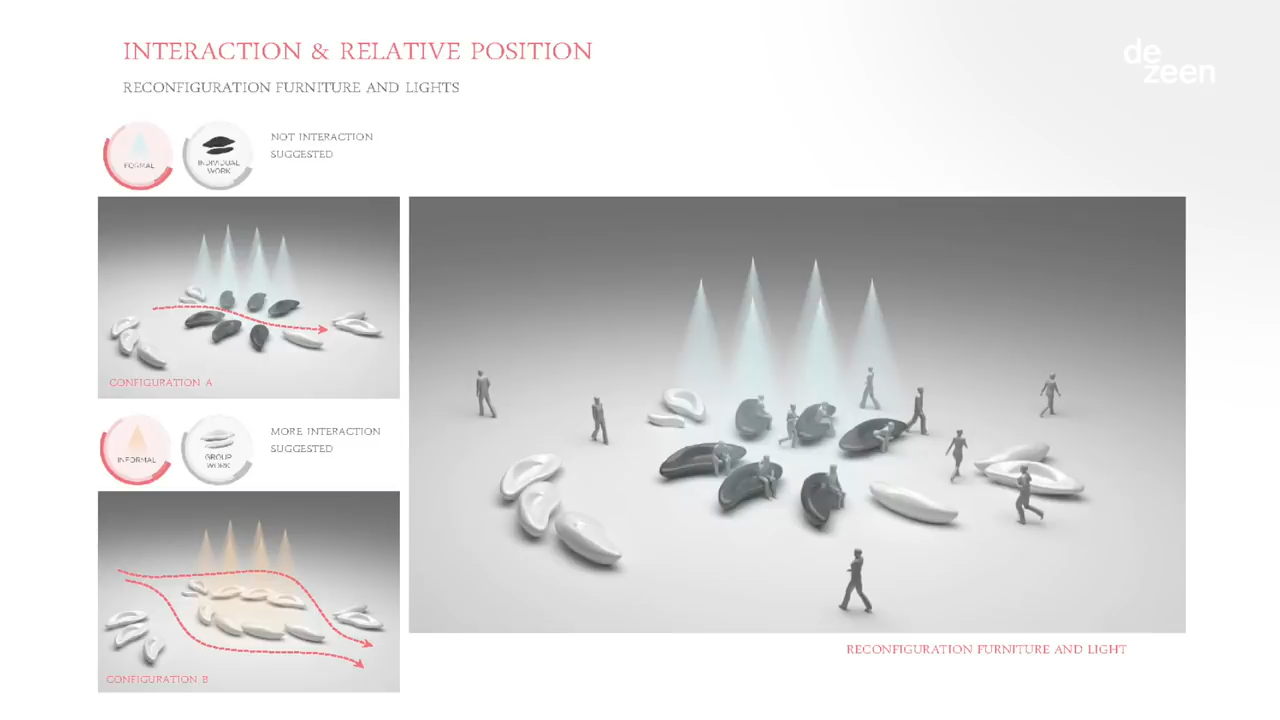 INTERACTION & RELATIVE POSITION
RECONFIGURATION FURNITURE AND LIGHTS
de
zeen
FORMAL
INDIVIDUAL
WORK
NOT INTERACTION
SUGGESTED
CONFIGURATION A
INFORMAL
GROUP
WORK
MORE INTERACTION
SUGGESTED
CONFIGURATION B
RECONFIGURATION FURNITURE AND LIGHT